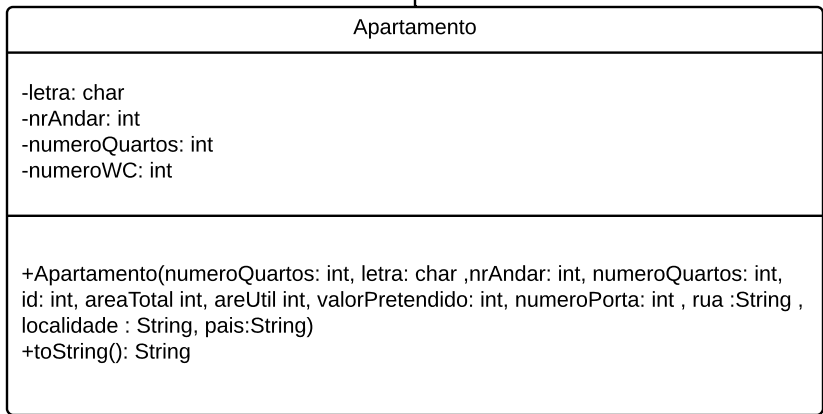 Apartamento
-letra: char
-nrAndar: int
-numeroQuartos: int
-numeroWC: int
+Apartamento(numeroQuartos: int, letra: char ,nrAndar: int, numeroQuartos: int,
id: int, areaTotal int, areUtil int, valorPretendido: int, numeroPorta: int , rua :String ,
localidade : String, pais:String)
+toString(): String